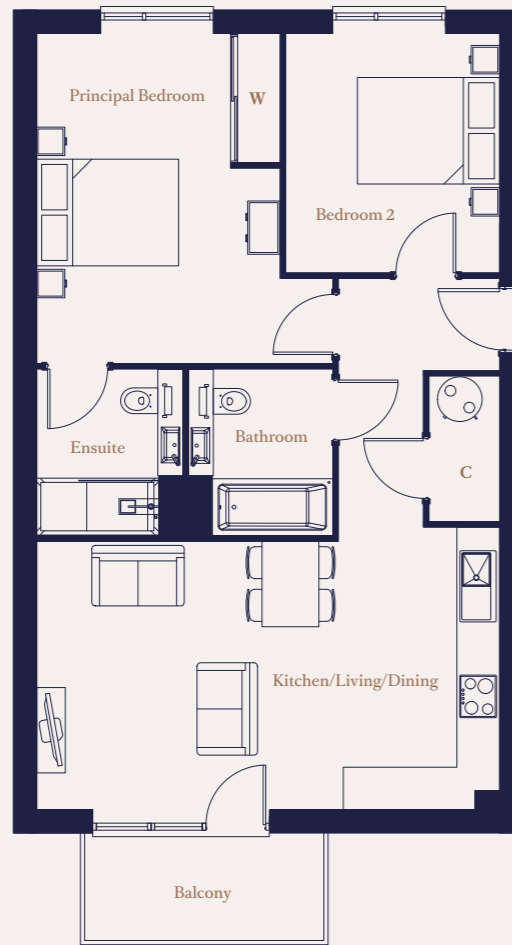 Principal Bedroom
W
Bedroom 2
Ensuite
Bathroom
C
Kitchen/Living/Dining
Balcony